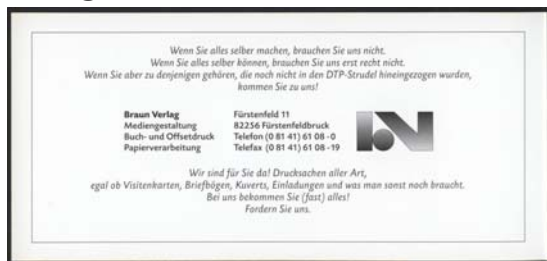 Wenn Sie alles selber machen, brauchen Sie uns nicht.
Wenn Sie alles selber können, brauchen Sie uns erst recht nicht.
Wenn Sie aber zu denjenigen gehören, die noch nicht in den DTP-Strudel hineingezogen wurden,
kommen Sie zu uns!
Braun Verlag
Mediengestaltung
Buch- und Offsetdruck
Papierverarbeitung
Fürstenfeld 11
82256 Fürstenfeldbruck
Telefon (0 81 41) 61 08 -0
Telefax (0 81 41) 61 08 -19
Wir sind für Sie da! Drucksachen aller Art,
egal ob Visitenkarten, Briefbögen, Kuverts, Einladungen und was man sonst noch braucht.
Bei uns bekommen Sie (fast) alles!
Fordern Sie uns.